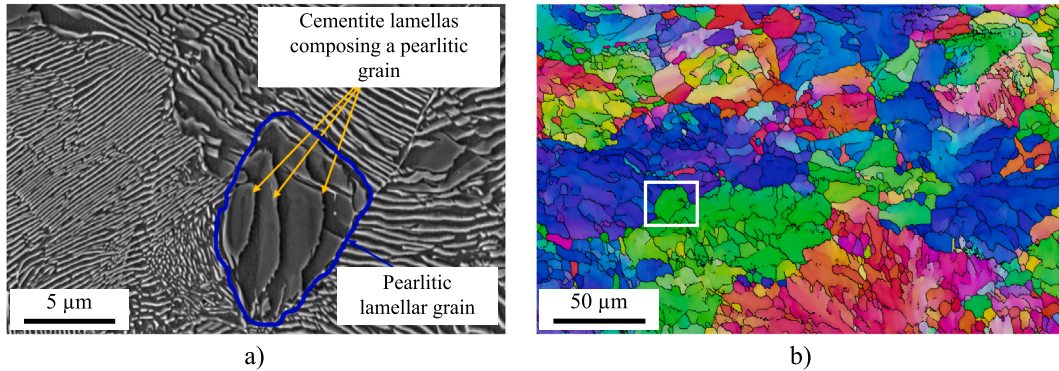 Cementite lamellas
composing a pearlitic
grain
Pearlitic
lamellar grain
5 μm
50 μm
a)
b)